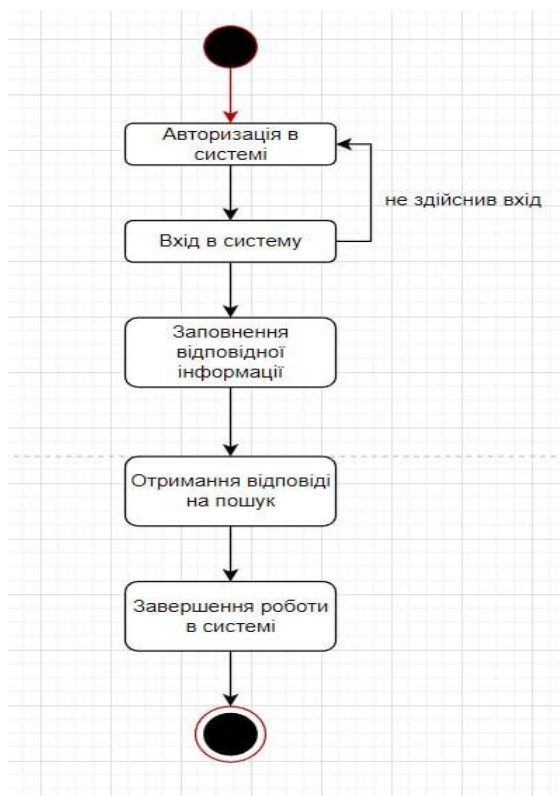 Авторизація в
системі
не здійснив вхід
Вхід в систему
Заповнення
відповідної
інформації
Отримання відповіді
на пошук
Завершення роботи
в системі